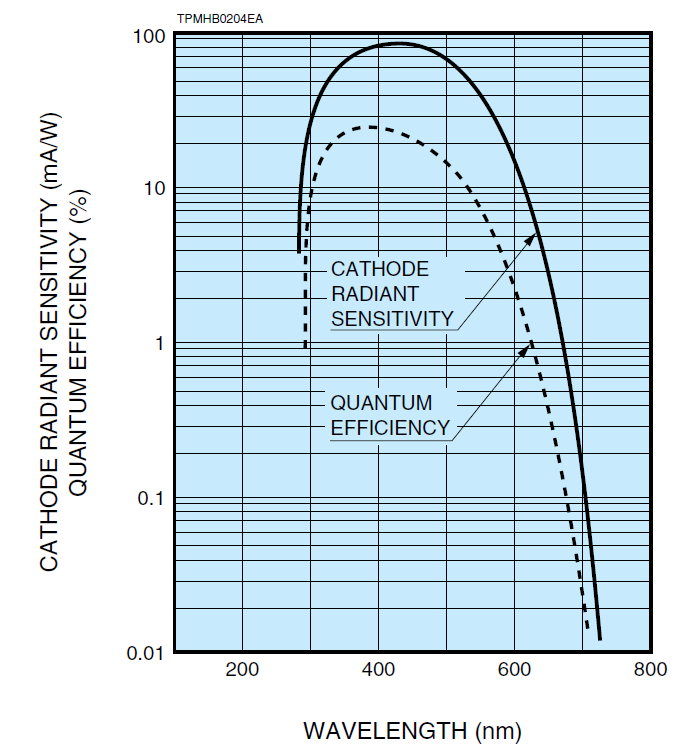 TPMHB0204EA
100
10
1
0.1
0.01
CATHODE RADIANT SENSITIVITY (mA/W)
QUANTUM EFFICIENCY (%)
CATHODE
RADIANT
SENSITIVITY
QUANTUM
EFFICIENCY
200
400
600
800
WAVELENGTH (nm)